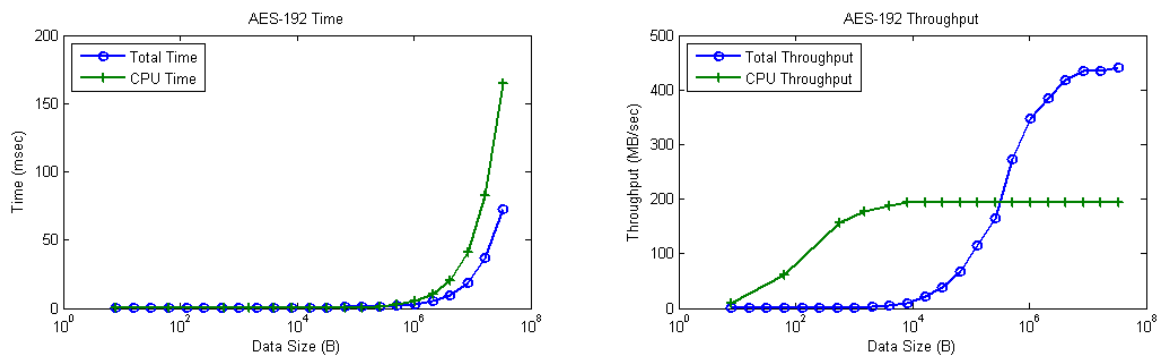 AES-192 Time
200
150
100
50
0
Time (msec)
Total Time
CPU Time
10^0
10^2
10^4
10^6
10^8
Data Size (B)
AES-192 Throughput
500
400
300
200
100
0
Throughput (MB/sec)
Total Throughput
CPU Throughput
10^0
10^2
10^4
10^6
10^8
Data Size (B)